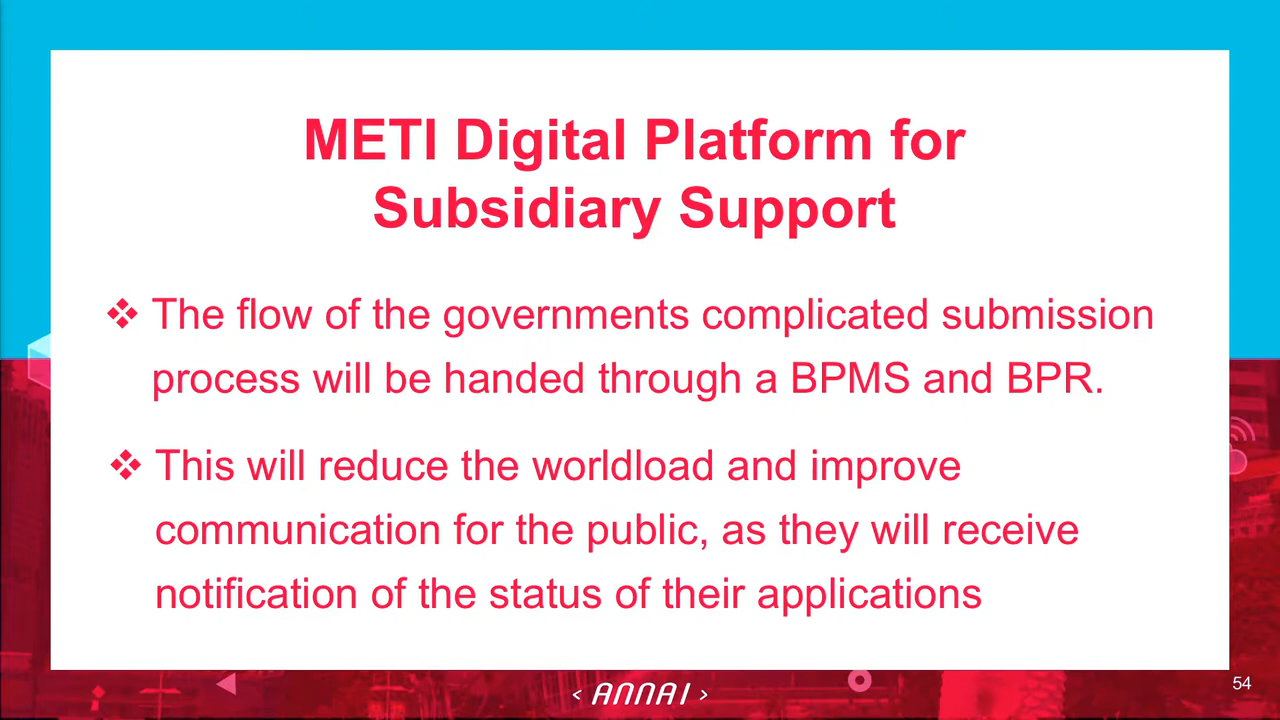 METI Digital Platform for
Subsidiary Support
❖ The flow of the governments complicated submission
process will be handed through a BPMS and BPR.
❖ This will reduce the worldload and improve
communication for the public, as they will receive
notification of the status of their applications
<ANNAI>
54